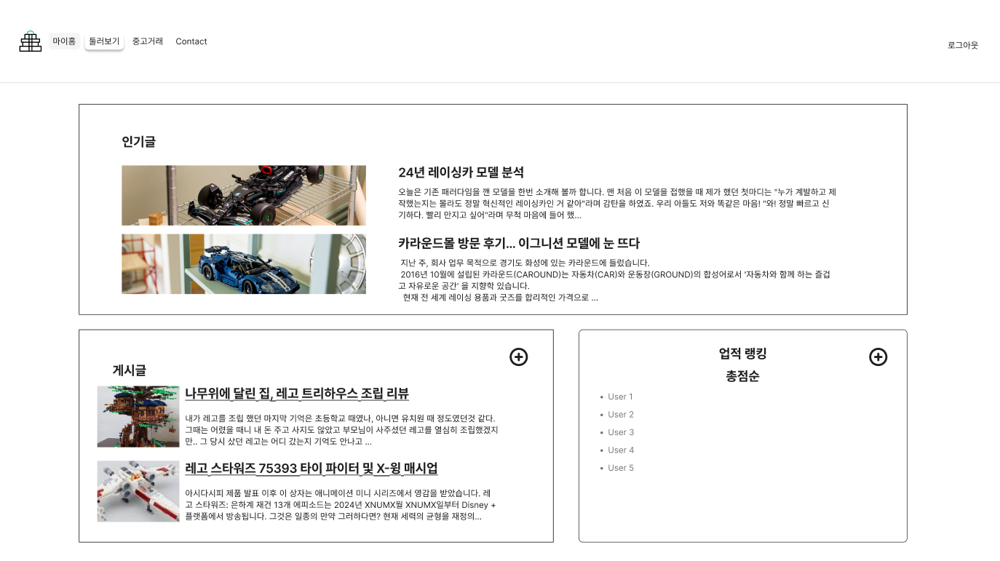 마이홈
둘러보기
중고거래
Contact
로그아웃
인기글
24년 레이싱카 모델 분석
오늘은 기존 패러다임을 깬 모델을 한번 소개해 볼까 합니다. 맨 처음 이 모델을 접했을 때 제가 했던 첫마디는 "누가 계발하고 제
작했는지는 몰라도 정말 혁신적인 레이싱카인 거 같아"라며 감탄을 하였죠. 우리 아들도 저와 똑같은 마음! "와! 정말 빠르고 신
기하다. 빨리 만지고 싶어"라며 무척 마음에 들어 했...
카라운드몰 방문 후기... 이그니션 모델에 눈 뜨다
지난 주, 회사 업무 목적으로 경기도 화성에 있는 카라운드에 들렀습니다.
2016년 10월에 설립된 카라운드(CAROUND)는 자동차(CAR)와 운동장(GROUND)의 합성어로서 '자동차와 함께 하는 즐겁
고 자유로운 공간' 을 지향학 있습니다.
현재 전 세계 레이싱 용품과 굿즈를 합리적인 가격으로 ...
게시글
나무위에 달린 집, 레고 트리하우스 조립 리뷰
내가 레고를 조립 했던 마지막 기억은 초등학교 때였나, 아니면 유치원 때 정도였던것 같다.
그때는 어렸을 때니 내 돈 주고 사지도 않았고 부모님이 사주셨던 레고를 열심히 조립했겠지
만.. 그 당시 샀던 레고는 어디 갔는지 기억도 안나고 ...
레고 스타워즈 75393 타이 파이터 및 X-윙 매시업
아시다시피 제품 발표 이후 이 상자는 애니메이션 미니 시리즈에서 영감을 받았습니다. 레
고 스타워즈: 은하계 재건 13개 에피소드는 2024년 XNUMX월 XNUMX일부터 Disney +
플랫폼에서 방송됩니다. 그것은 일종의 만약 그러하다면? 현재 세력의 균형을 재정의...
업적 랭킹
총점순
• User 1
• User 2
• User 3
• User 4
• User 5